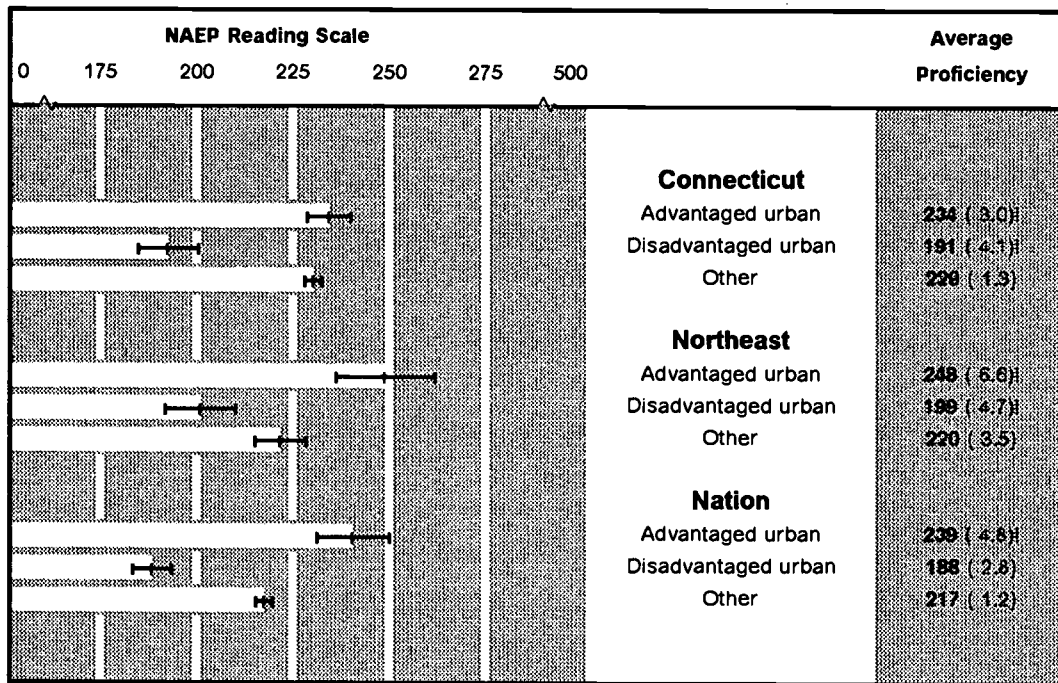 NAEP Reading Scale
Average
0 175 200 225 250 275 500
Proficiency
Connecticut
Advantaged urban 234 ( 3.0)!
Disadvantaged urban 191 ( 4.1)!
Other 229 ( 1.3)
Northeast
Advantaged urban 248 ( 6.6)!
Disadvantaged urban 199 ( 4.7)!
Other 220 ( 3.5)
Nation
Advantaged urban 239 ( 4.8)!
Disadvantaged urban 188 ( 2.8)
Other 217 ( 1.2)